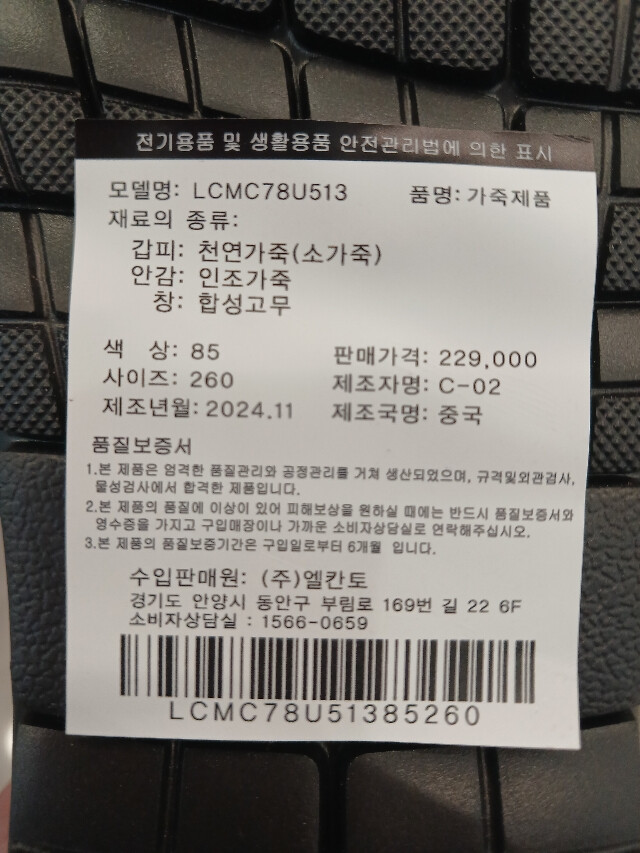 전기용품 및 생활용품 안전관리법에 의한 표시
모델명: LCMC78U513 품명: 가죽제품
재료의 종류:
갑피: 천연가죽(소가죽)
안감: 인조가죽
창: 합성고무
색 상: 85 판매가격: 229,000
사이즈: 260 제조자명: C-02
제조년월: 2024.11 제조국명: 중국
품질보증서
1.본 제품은 엄격한 품질관리와 공정관리를 거쳐 생산되었으며, 규격및외관검사,
물성검사에서 합격한 제품입니다.
2.본 제품의 품질에 이상이 있어 피해보상을 원하실 때에는 반드시 품질보증서와
영수증을 가지고 구입매장이나 가까운 소비자상담실로 연락해주십시오.
3.본 제품의 품질보증기간은 구입일로부터 6개월 입니다.
수입판매원: (주)엘칸토
경기도 안양시 동안구 부림로 169번 길 22 6F
소비자상담실 : 1566-0659
LCMC78U51385260